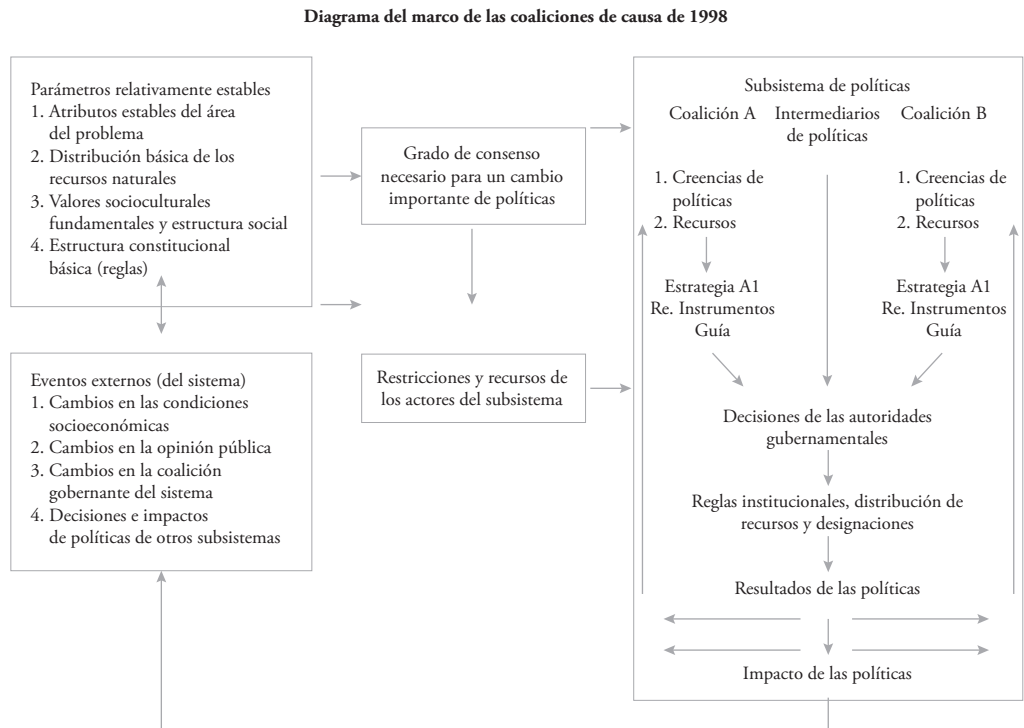 Diagrama del marco de las coaliciones de causa de 1998
Parámetros relativamente estables
1. Atributos estables del área
del problema
2. Distribución básica de los
recursos naturales
3. Valores socioculturales
fundamentales y estructura social
4. Estructura constitucional
básica (reglas)
Eventos externos (del sistema)
1. Cambios en las condiciones
socioeconómicas
2. Cambios en la opinión pública
3. Cambios en la coalición
gobernante del sistema
4. Decisiones e impactos
de políticas de otros subsistemas
Grado de consenso
necesario para un cambio
importante de políticas
Restricciones y recursos de
los actores del subsistema
Subsistema de políticas
Coalición A
Intermediarios
de políticas
Coalición B
1. Creencias de
políticas
2. Recursos
1. Creencias de
políticas
2. Recursos
Estrategia A1
Re. Instrumentos
Guía
Estrategia A1
Re. Instrumentos
Guía
Decisiones de las autoridades
gubernamentales
Reglas institucionales, distribución de
recursos y designaciones
Resultados de las políticas
Impacto de las políticas